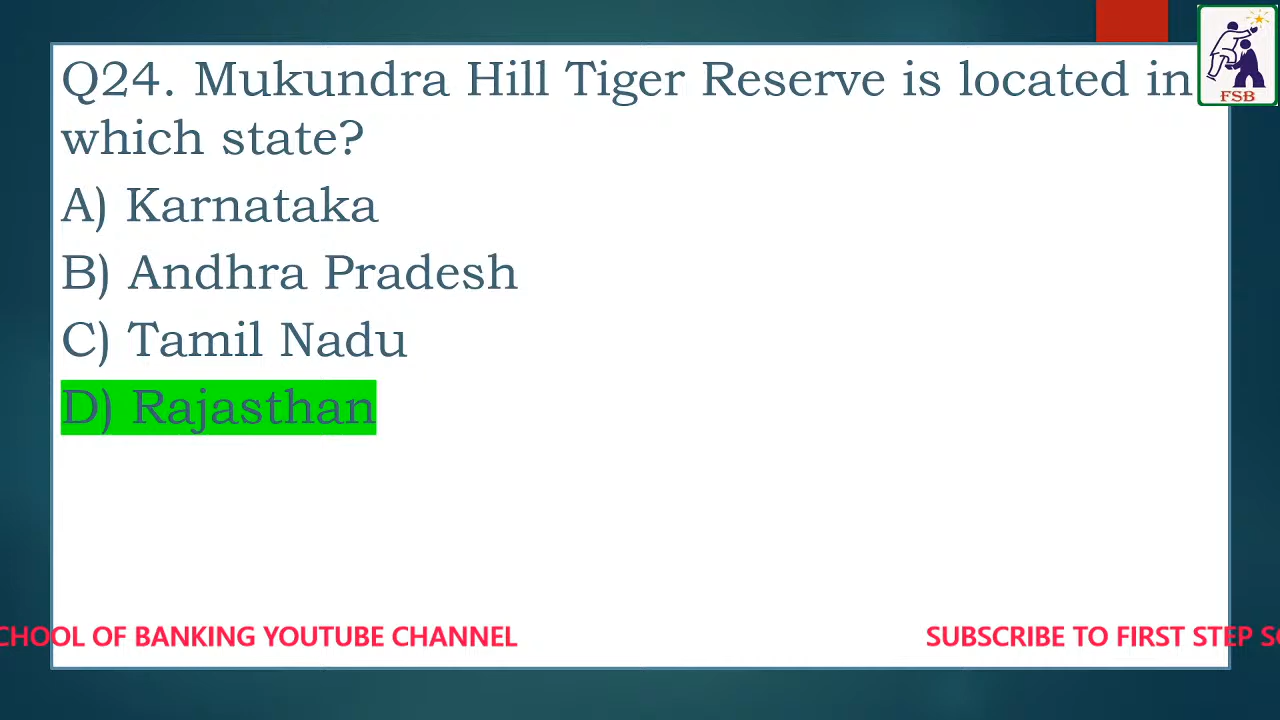 Q24. Mukundra Hill Tiger Reserve is located in
which state?
A) Karnataka
B) Andhra Pradesh
C) Tamil Nadu
D) Rajasthan
FSB
CHOOL OF BANKING YOUTUBE CHANNEL
SUBSCRIBE TO FIRST STEP S